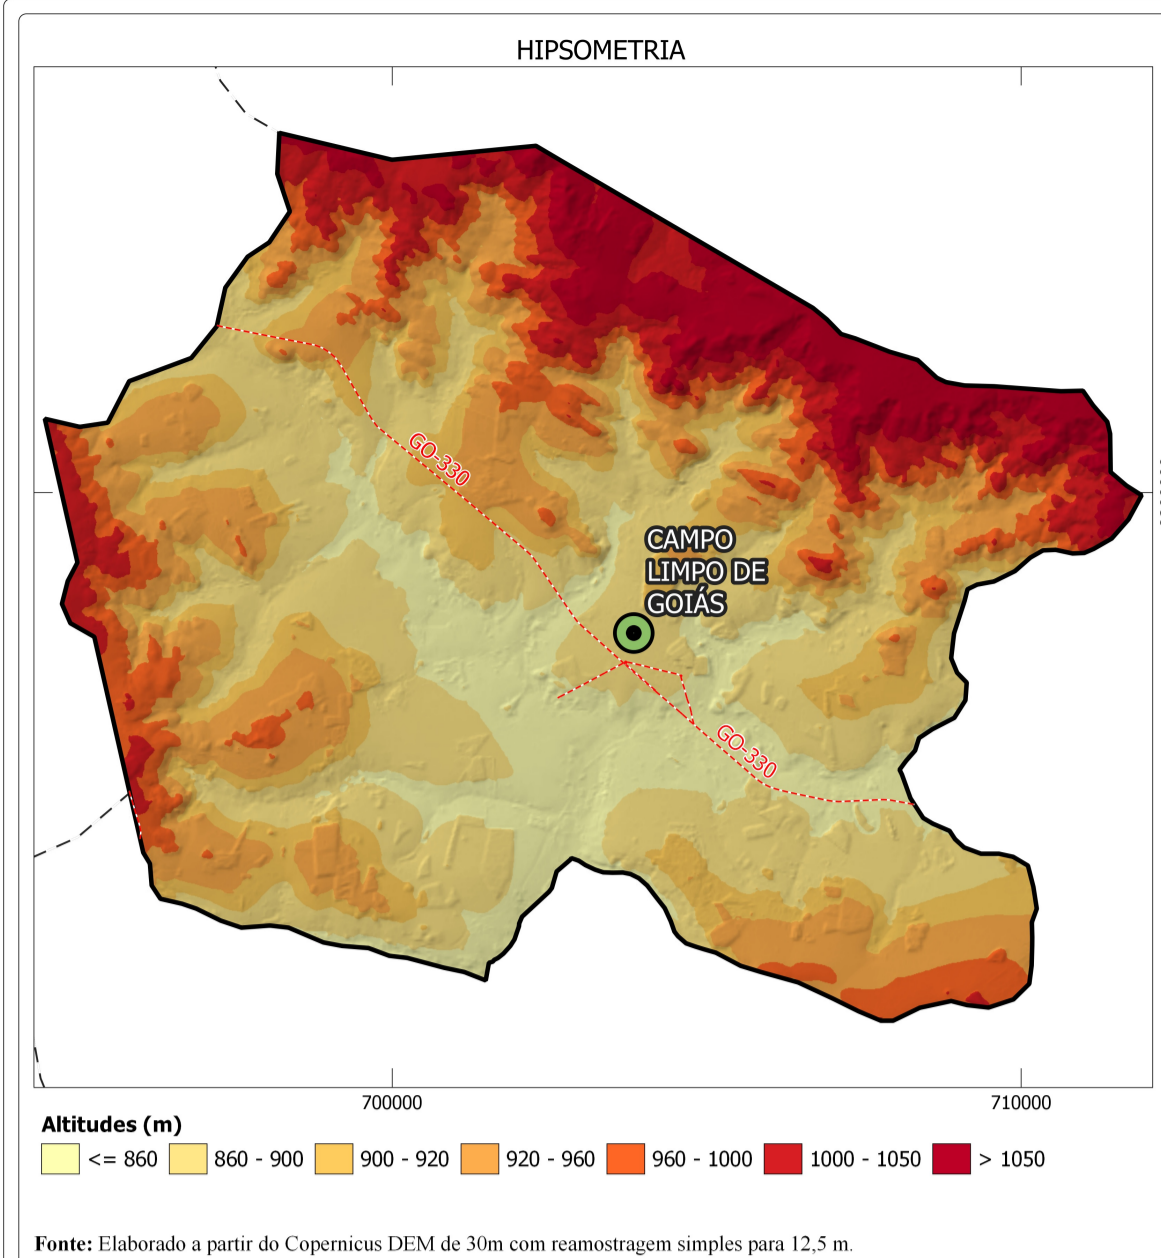 HIPSOMETRIA
GO-330
CAMPO
LIMPO DE
GOIÁS
GO-330
700000
710000
Altitudes (m)
<= 860
860 - 900
900 - 920
920 - 960
960 - 1000
1000 - 1050
> 1050
Fonte: Elaborado a partir do Copernicus DEM de 30m com reamostragem simples para 12,5 m.